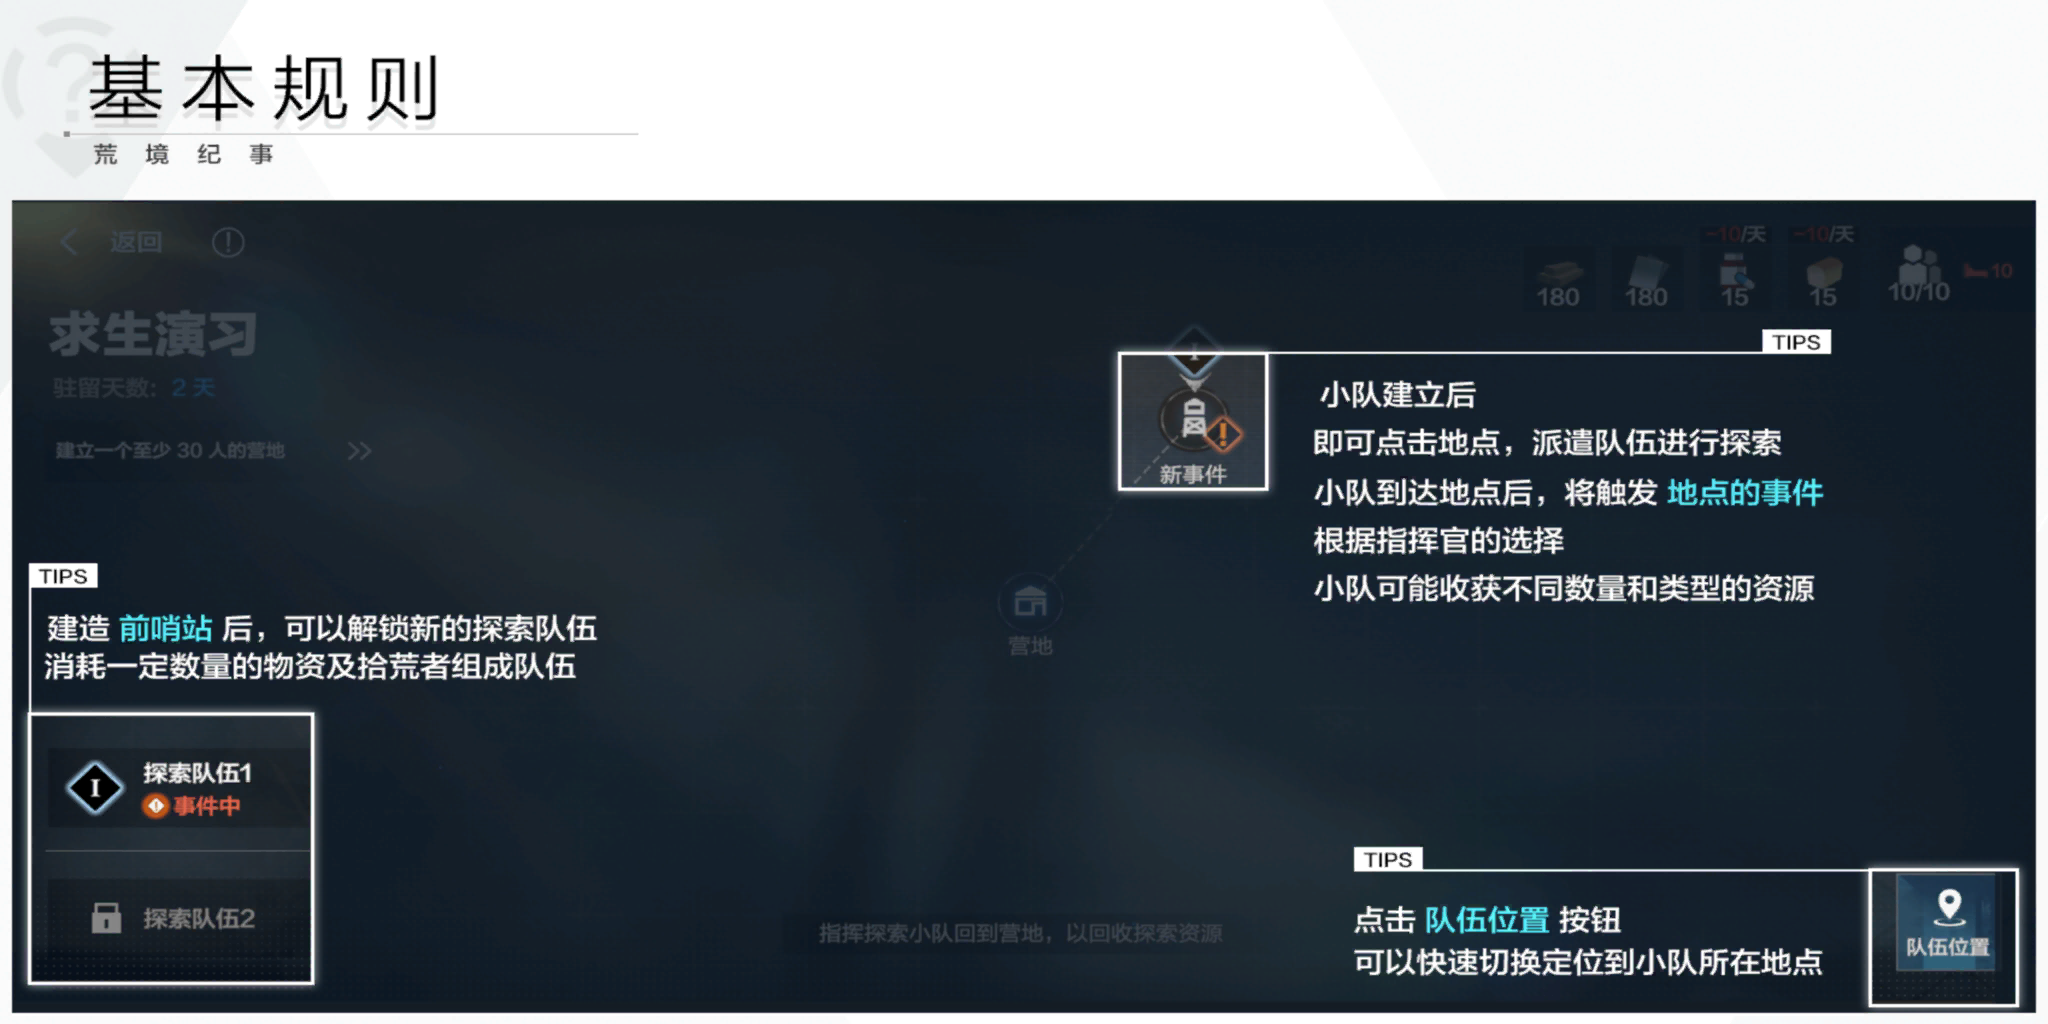 基本规则
荒境纪事
返回
求生演习
驻留天数：2 天
建立一个至少 30 人的营地
-10/天
-10/天
180
180
15
15
10/10
10
TIPS
I
新事件
小队建立后
即可点击地点，派遣队伍进行探索
小队到达地点后，将触发 地点的事件
根据指挥官的选择
小队可能收获不同数量和类型的资源
营地
TIPS
建造 前哨站 后，可以解锁新的探索队伍
消耗一定数量的物资及拾荒者组成队伍
I
探索队伍1
事件中
探索队伍2
指挥探索小队回到营地，以回收探索资源
TIPS
点击 队伍位置 按钮
可以快速切换定位到小队所在地点
队伍位置